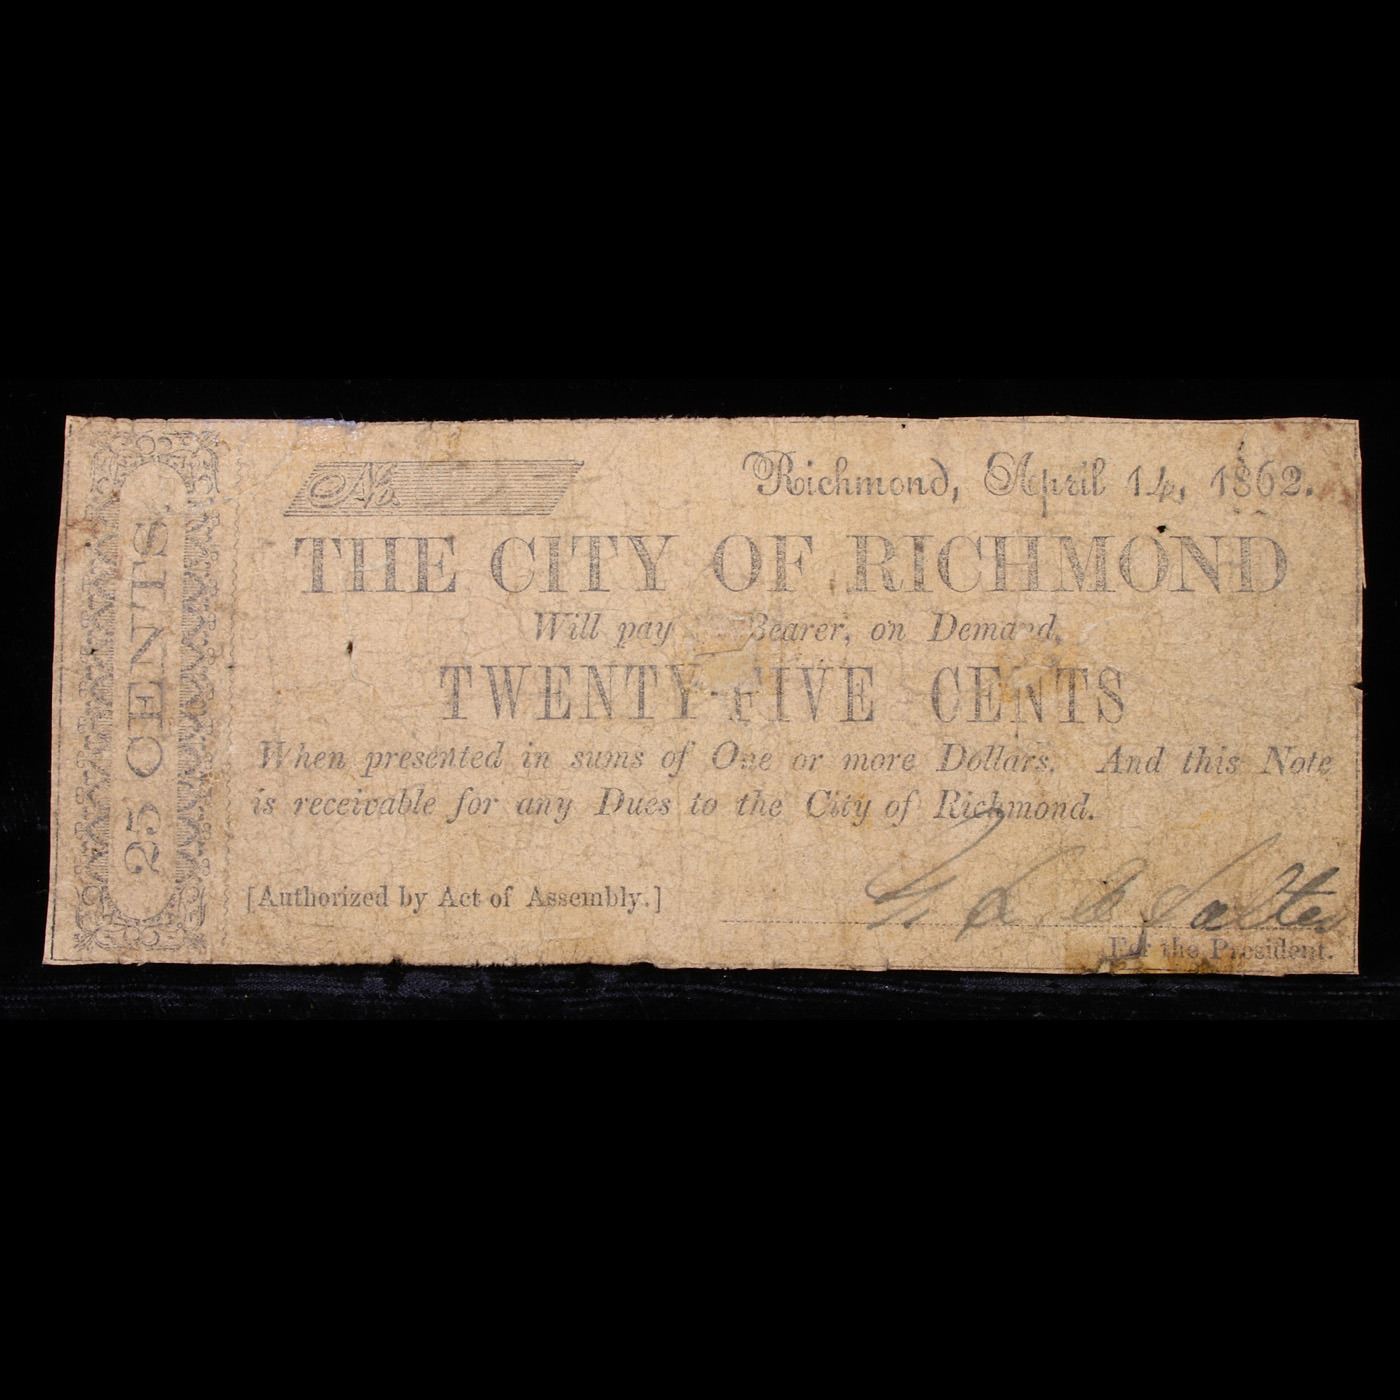 25 CENTS.
No.
Richmond, April 14, 1862.
THE CITY OF RICHMOND
Will pay Bearer, on Demand,
TWENTY-FIVE CENTS
When presented in sums of One or more Dollars. And this Note
is receivable for any Dues to the City of Richmond.
[Authorized by Act of Assembly.]
For the President.